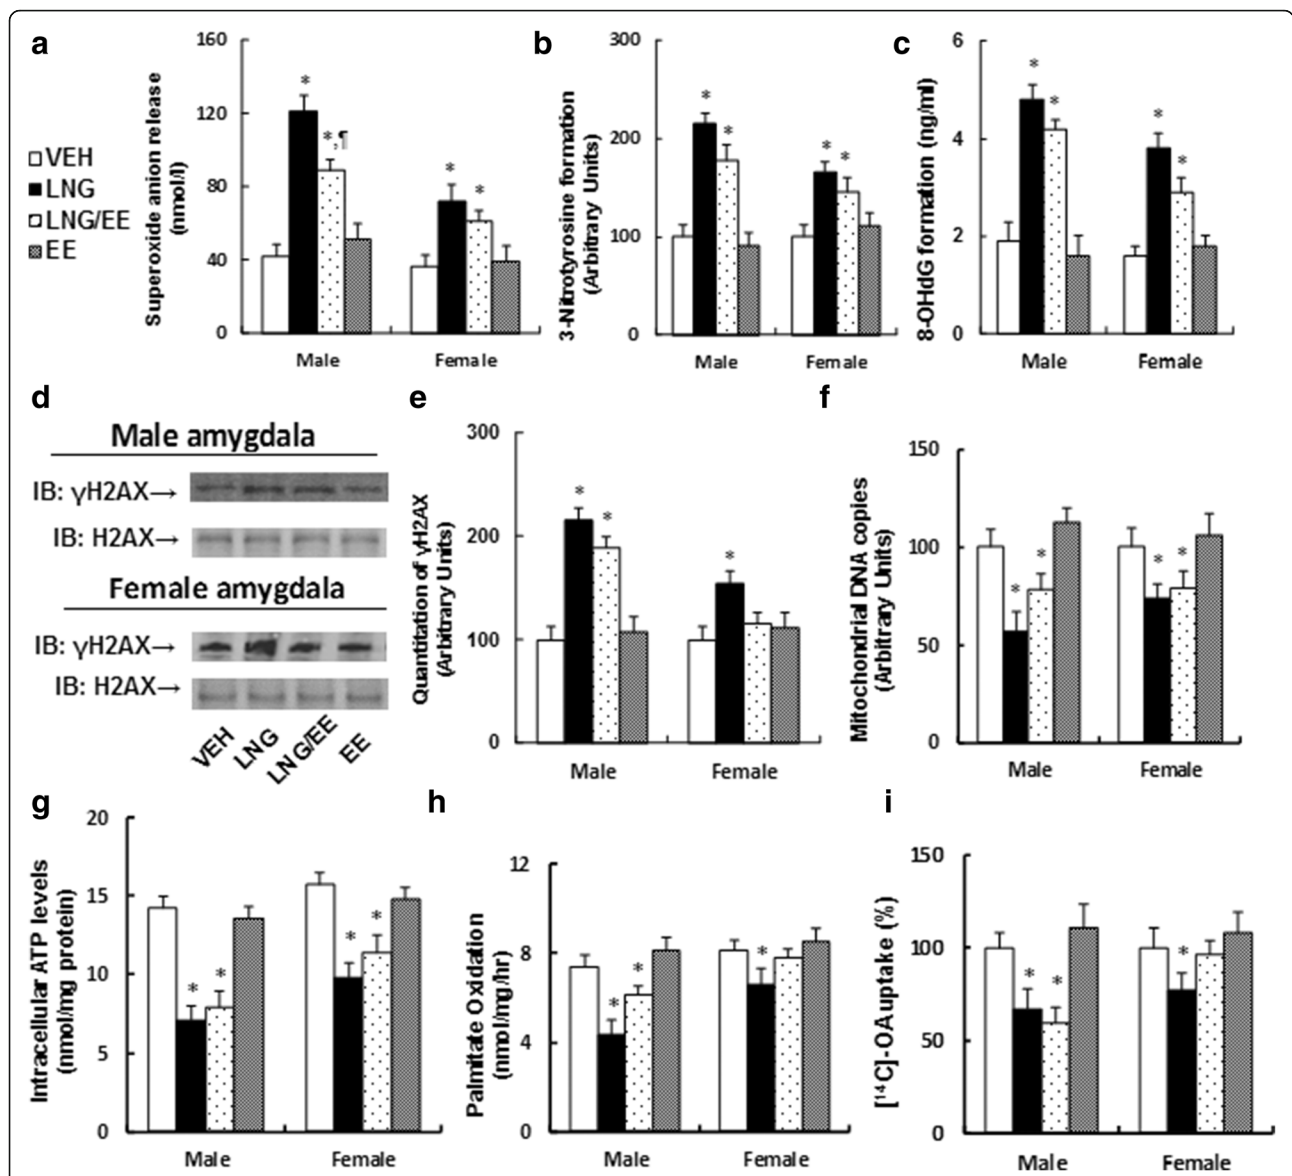 a
160
120
80
40
0
Superoxide anion release
(nmol/l)
*
*,¶
*
*
Male
Female
VEH
LNG
LNG/EE
EE
b
300
200
100
0
3-Nitrotyrosine formation
(Arbitrary Units)
*
*
*
*
Male
Female
c
6
4
2
0
8-OHdG formation (ng/ml)
*
*
*
*
Male
Female
d
Male amygdala
IB: γH2AX→
IB: H2AX→
Female amygdala
IB: γH2AX→
IB: H2AX→
VEH
LNG
LNG/EE
EE
e
300
200
100
0
Quantitation of γH2AX
(Arbitrary Units)
*
*
*
Male
Female
f
150
100
50
0
Mitochondrial DNA copies
(Arbitrary Units)
*
*
*
*
Male
Female
g
20
15
10
5
0
Intracellular ATP levels
(nmol/mg protein)
*
*
*
*
Male
Female
h
12
8
4
0
Palmitate Oxidation
(nmol/mg/hr)
*
*
*
Male
Female
i
150
100
50
0
[¹⁴C]-OAuptake (%)
*
*
*
Male
Female